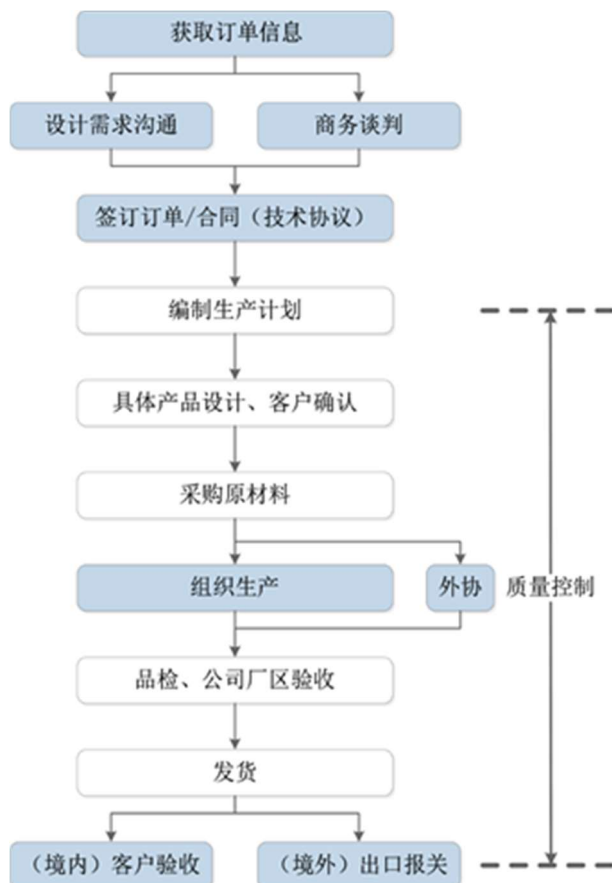 获取订单信息
设计需求沟通
商务谈判
签订订单/合同（技术协议）
编制生产计划
具体产品设计、客户确认
采购原材料
组织生产
外协
质量控制
品检、公司厂区验收
发货
（境内）客户验收
（境外）出口报关